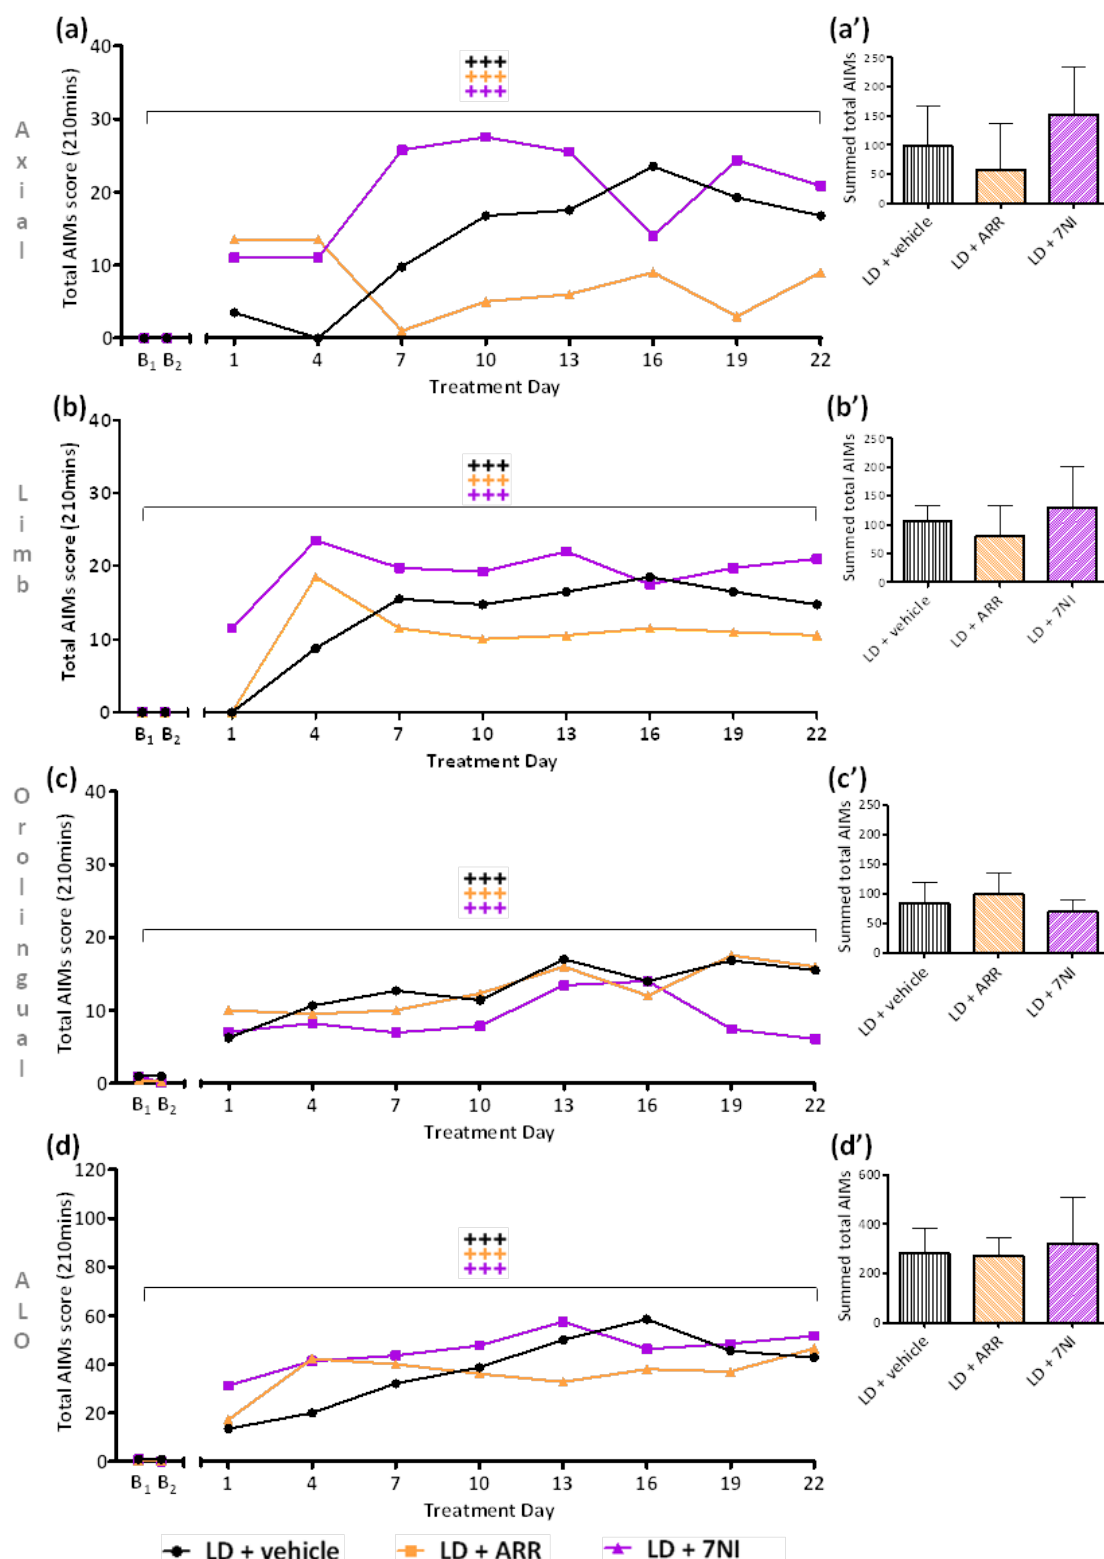 (a)
Axial
Total AIMs score (210mins)
40
30
20
10
0
+++
+++
+++
B1 B2 1 4 7 10 13 16 19 22
Treatment Day
(a’)
Summed total AIMs
250
200
150
100
50
0
LD + vehicle
LD + ARR
LD + 7NI
(b)
Limb
Total AIMs score (210mins)
40
30
20
10
0
+++
+++
+++
B1 B2 1 4 7 10 13 16 19 22
Treatment Day
(b’)
Summed total AIMs
250
200
150
100
50
0
LD + vehicle
LD + ARR
LD + 7NI
(c)
Orolingual
Total AIMs score (210mins)
40
30
20
10
0
+++
+++
+++
B1 B2 1 4 7 10 13 16 19 22
Treatment Day
(c’)
Summed total AIMs
250
200
150
100
50
0
LD + vehicle
LD + ARR
LD + 7NI
(d)
ALO
Total AIMs score (210mins)
120
100
80
60
40
20
0
+++
+++
+++
B1 B2 1 4 7 10 13 16 19 22
Treatment Day
(d’)
Summed total AIMs
600
400
200
0
LD + vehicle
LD + ARR
LD + 7NI
LD + vehicle LD + ARR LD + 7NI